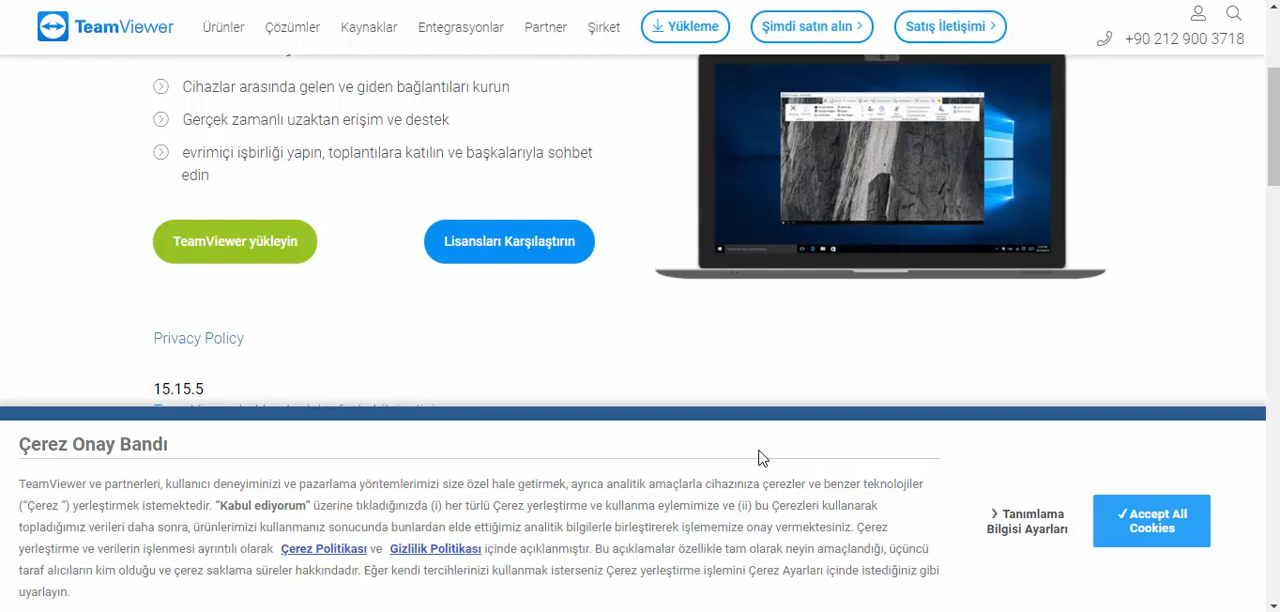 TeamViewer
Ürünler
Çözümler
Kaynaklar
Entegrasyonlar
Partner
Şirket
Yükleme
Şimdi satın alın
Satış İletişimi
+90 212 900 3718
Cihazlar arasında gelen ve giden bağlantıları kurun
Gerçek zamanlı uzaktan erişim ve destek
evrimiçi işbirliği yapın, toplantılara katılın ve başkalarıyla sohbet
edin
TeamViewer yükleyin
Lisansları Karşılaştırın
Privacy Policy
15.15.5
Çerez Onay Bandı
TeamViewer ve partnerleri, kullanıcı deneyiminizi ve pazarlama yöntemlerimizi size özel hale getirmek, ayrıca analitik amaçlarla cihazınıza çerezler ve benzer teknolojiler
("Çerez ") yerleştirmek istemektedir. "Kabul ediyorum" üzerine tıkladığınızda (i) her türlü Çerez yerleştirme ve kullanma eylemimize ve (ii) bu Çerezleri kullanarak
topladığımız verileri daha sonra, ürünlerimizi kullanmanız sonucunda bunlardan elde ettiğimiz analitik bilgilerle birleştirerek işlememize onay vermektesiniz. Çerez
yerleştirme ve verilerin işlenmesi ayrıntılı olarak Çerez Politikası ve Gizlilik Politikası içinde açıklanmıştır. Bu açıklamalar özellikle tam olarak neyin amaçlandığı, üçüncü
taraf alıcıların kim olduğu ve çerez saklama süreler hakkındadır. Eğer kendi tercihlerinizi kullanmak isterseniz Çerez yerleştirme işlemini Çerez Ayarları içinde istediğiniz gibi
uyarlayın.
Tanımlama
Bilgisi Ayarları
✓ Accept All
Cookies